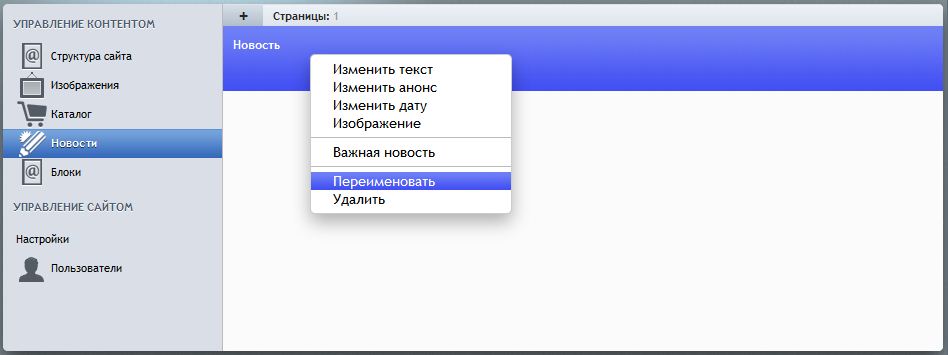 УПРАВЛЕНИЕ КОНТЕНТОМ
Структура сайта
Изображения
Каталог
Новости
Блоки
УПРАВЛЕНИЕ САЙТОМ
Настройки
Пользователи
+ Страницы: 1
Новость
Изменить текст
Изменить анонс
Изменить дату
Изображение
Важная новость
Переименовать
Удалить